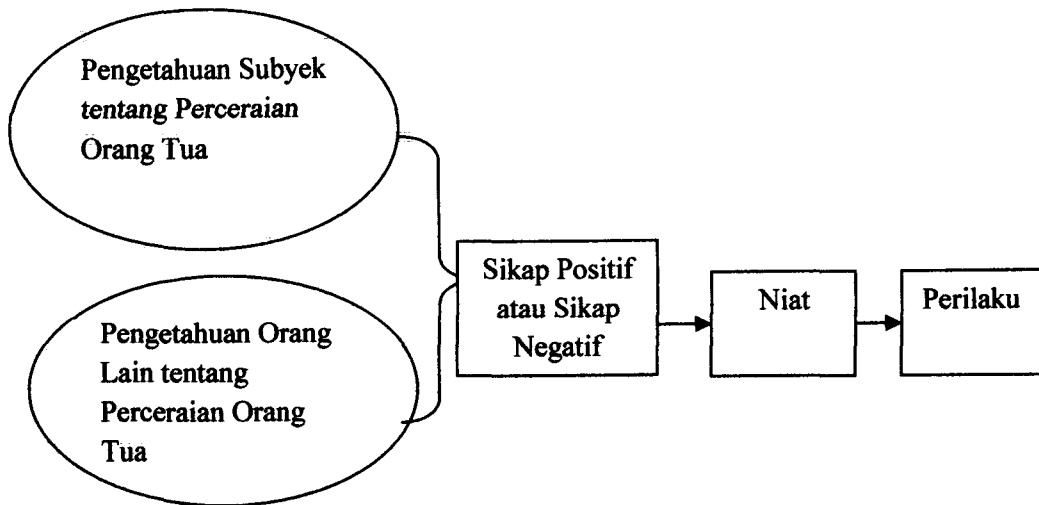 Pengetahuan Subyek
tentang Perceraian
Orang Tua
Pengetahuan Orang
Lain tentang
Perceraian Orang
Tua
Sikap Positif
atau Sikap
Negatif
Niat
Perilaku